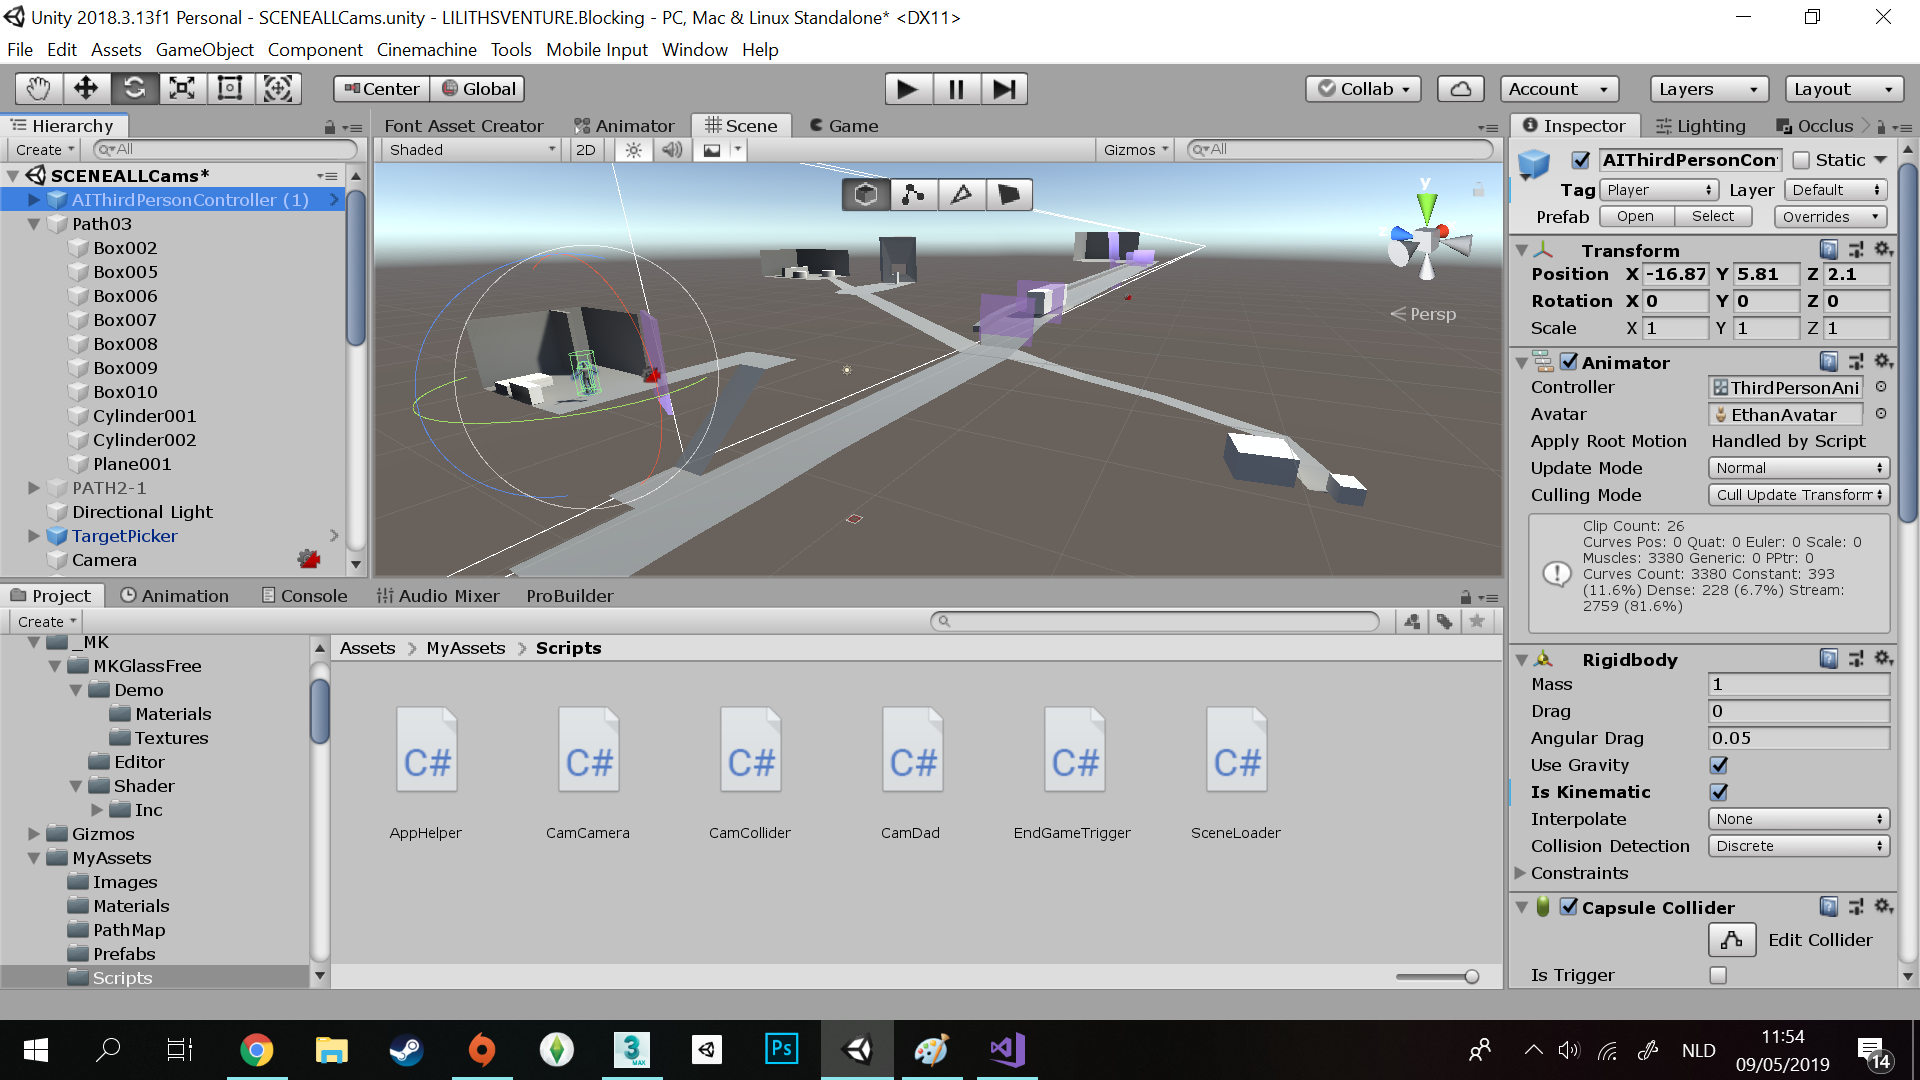 Unity 2018.3.13f1 Personal - SCENEALLCams.unity - LILITHSVENTURE.Blocking - PC, Mac & Linux Standalone* <DX11>
File Edit Assets GameObject Component Cinemachine Tools Mobile Input Window Help
Center Global
Collab Account Layers Layout
Hierarchy
Create All
SCENEALLCams*
AIThirdPersonController (1)
Path03
Box002
Box005
Box006
Box007
Box008
Box009
Box010
Cylinder001
Cylinder002
Plane001
PATH2-1
Directional Light
TargetPicker
Camera
Font Asset Creator Animator Scene Game
Shaded 2D Gizmos All
y
z
Persp
Inspector Lighting Occlus
AIThirdPersonCon Static
Tag Player Layer Default
Prefab Open Select Overrides
Transform
Position X -16.87 Y 5.81 Z 2.1
Rotation X 0 Y 0 Z 0
Scale X 1 Y 1 Z 1
Animator
Controller ThirdPersonAni
Avatar EthanAvatar
Apply Root Motion Handled by Script
Update Mode Normal
Culling Mode Cull Update Transform
Clip Count: 26
Curves Pos: 0 Quat: 0 Euler: 0 Scale: 0
Muscles: 3380 Generic: 0 PPtr: 0
Curves Count: 3380 Constant: 393
(11.6%) Dense: 228 (6.7%) Stream:
2759 (81.6%)
Rigidbody
Mass 1
Drag 0
Angular Drag 0.05
Use Gravity
Is Kinematic
Interpolate None
Collision Detection Discrete
Constraints
Capsule Collider
Edit Collider
Is Trigger
Project Animation Console Audio Mixer ProBuilder
Create
_MK
MKGlassFree
Demo
Materials
Textures
Editor
Shader
Inc
Gizmos
MyAssets
Images
Materials
PathMap
Prefabs
Scripts
Assets MyAssets Scripts
C# C# C# C# C# C#
AppHelper CamCamera CamCollider CamDad EndGameTrigger SceneLoader
3
MAX
Ps
NLD
11:54
09/05/2019
14